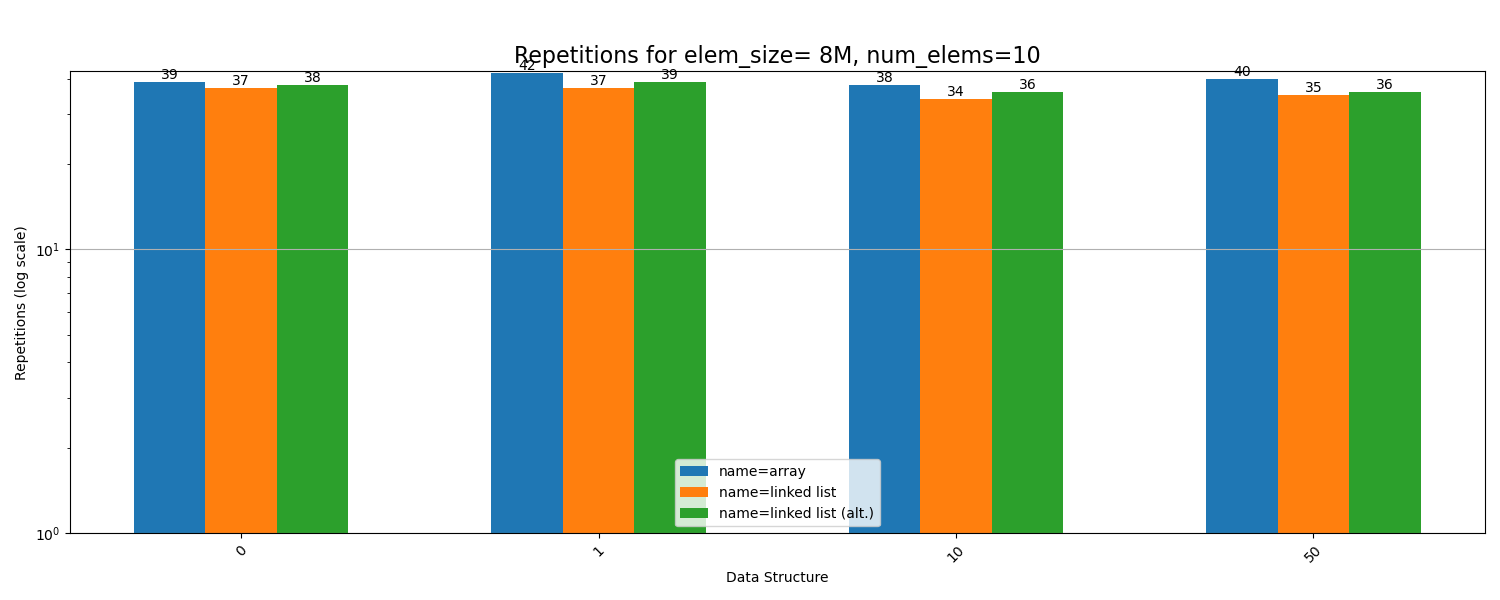 Repetitions for elem_size= 8M, num_elems=10
39 37 38 42 37 39 38 34 36 40 35 36
Repetitions (log scale)
10¹
10⁰
name=array
name=linked list
name=linked list (alt.)
0 1 10 50
Data Structure